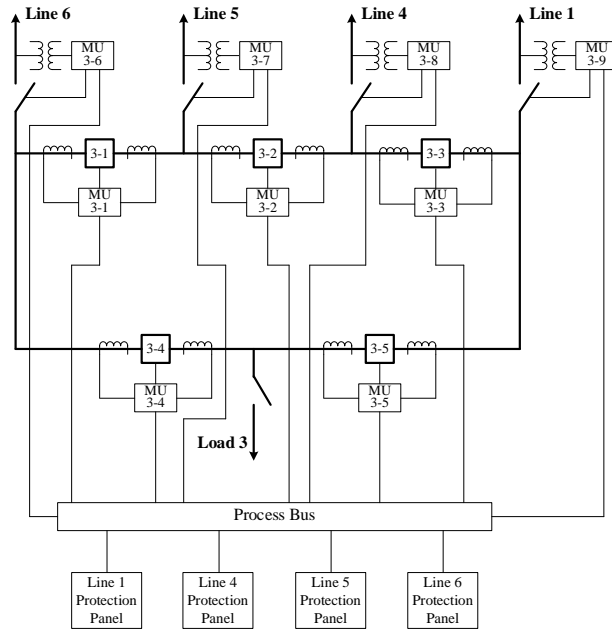 Line 6
Line 5
Line 4
Line 1
MU
3-6
MU
3-7
MU
3-8
MU
3-9
3-1
3-2
3-3
MU
3-1
MU
3-2
MU
3-3
3-4
3-5
MU
3-4
MU
3-5
Load 3
Process Bus
Line 1
Protection
Panel
Line 4
Protection
Panel
Line 5
Protection
Panel
Line 6
Protection
Panel